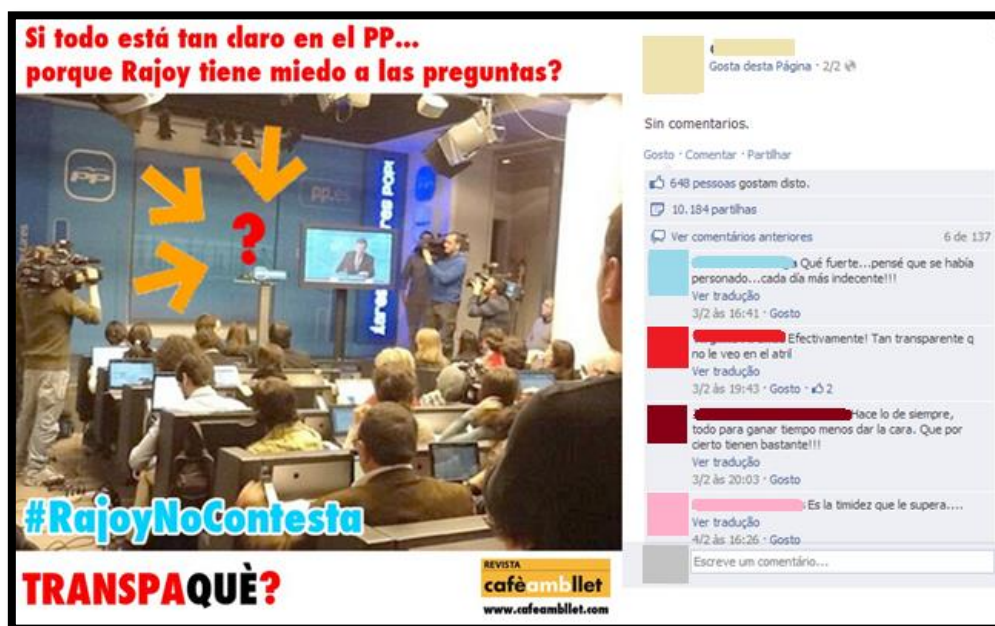 Si todo está tan claro en el PP...
porque Rajoy tiene miedo a las preguntas?
pp
pp.es
#RajoyNoContesta
TRANSPAQUÈ?
REVISTA
cafèambllet
www.cafeambllet.com
Gosta desta Página · 2/2
Sin comentarios.
Gosto · Comentar · Partilhar
648 pessoas gostam disto.
10.184 partilhas
Ver comentários anteriores 6 de 137
Qué fuerte...pensé que se había
personado...cada día más indecente!!!
Ver tradução
3/2 às 16:41 · Gosto
Efectivamente! Tan transparente q
no le veo en el atril
Ver tradução
3/2 às 19:43 · Gosto · 2
Hace lo de siempre,
todo para ganar tiempo menos dar la cara. Que por
cierto tienen bastante!!!
Ver tradução
3/2 às 20:03 · Gosto
Es la timidez que le supera....
Ver tradução
4/2 às 16:26 · Gosto
Escreve um comentário...